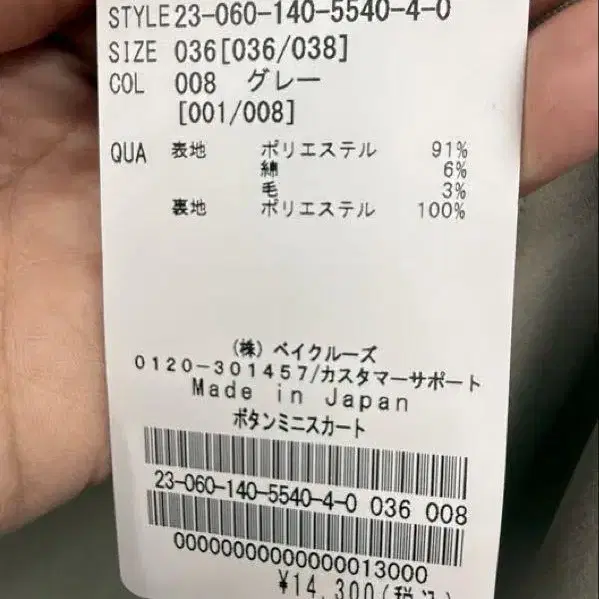 STYLE 23-060-140-5540-4-0
SIZE 036[036/038]
COL 008 グレー
[001/008]
QUA 表地 ポリエステル 91%
綿 6%
毛 3%
裏地 ポリエステル 100%
(株) ベイクルーズ
0120-301457/カスタマーサポート
Made in Japan
ボタンミニスカート
23-060-140-5540-4-0 036 008
00000000000000013000
¥14,300(税込)